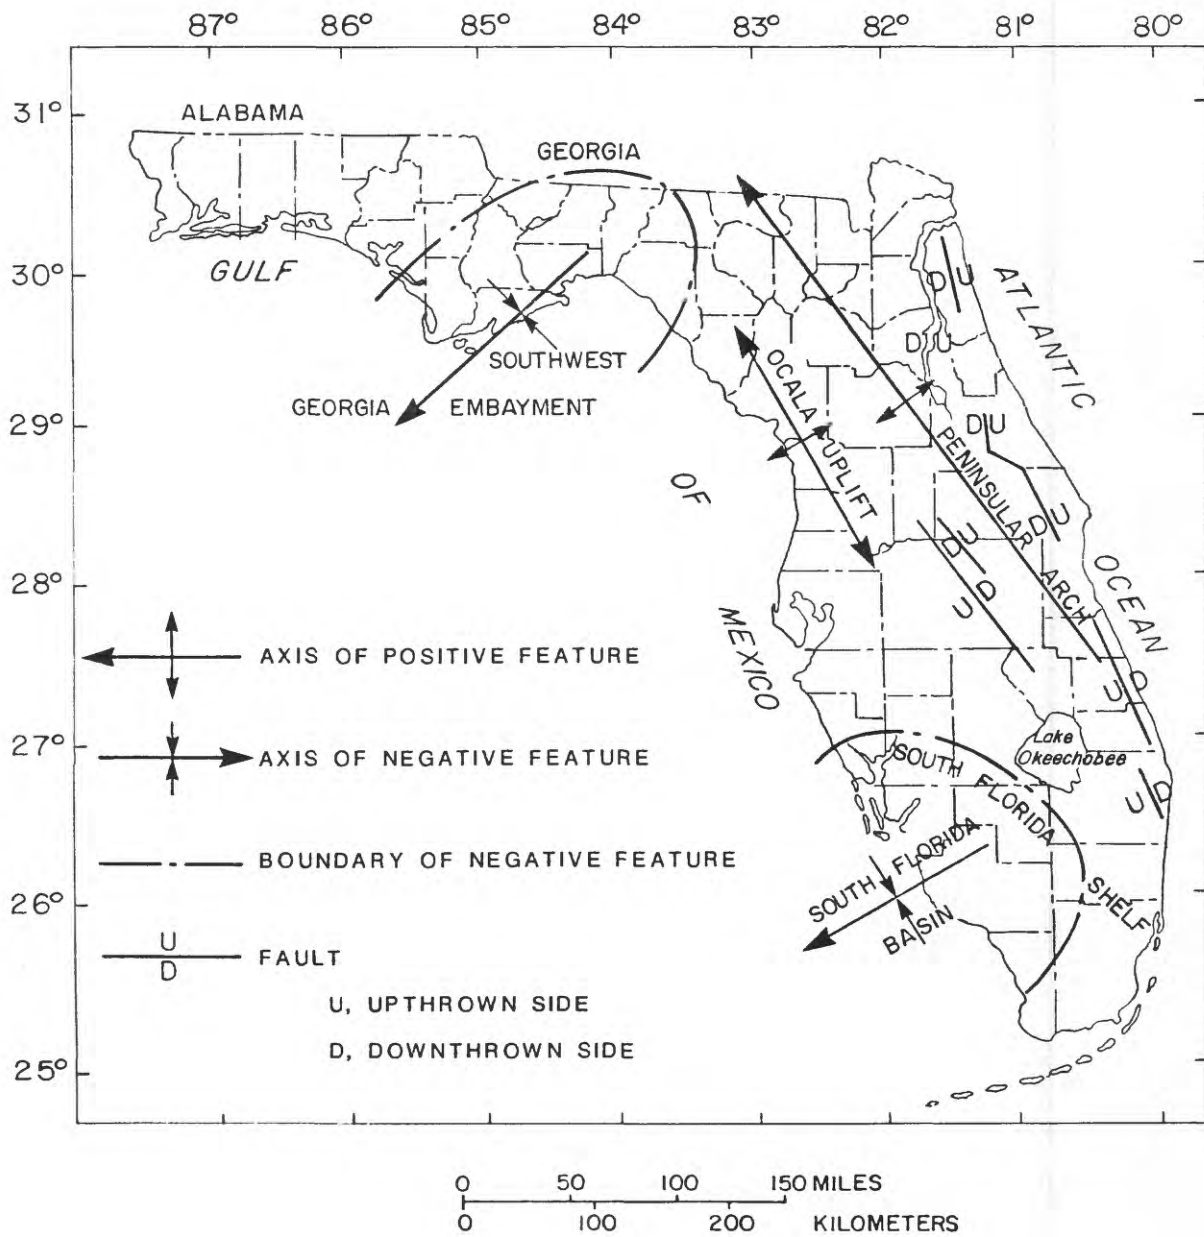 87° 86° 85° 84° 83° 82° 81° 80°
31°
30°
29°
28°
27°
26°
25°
ALABAMA
GEORGIA
GULF
OF
MEXICO
ATLANTIC
OCEAN
SOUTHWEST
GEORGIA EMBAYMENT
OCALA UPLIFT
PENINSULAR ARCH
D U
D U
D U
D U
U
D
D
U
U D
U D
Lake
Okeechobee
SOUTH FLORIDA SHELF
SOUTH FLORIDA
BASIN
AXIS OF POSITIVE FEATURE
AXIS OF NEGATIVE FEATURE
BOUNDARY OF NEGATIVE FEATURE
U
D
FAULT
U, UPTHROWN SIDE
D, DOWNTHROWN SIDE
0 50 100 150 MILES
0 100 200 KILOMETERS